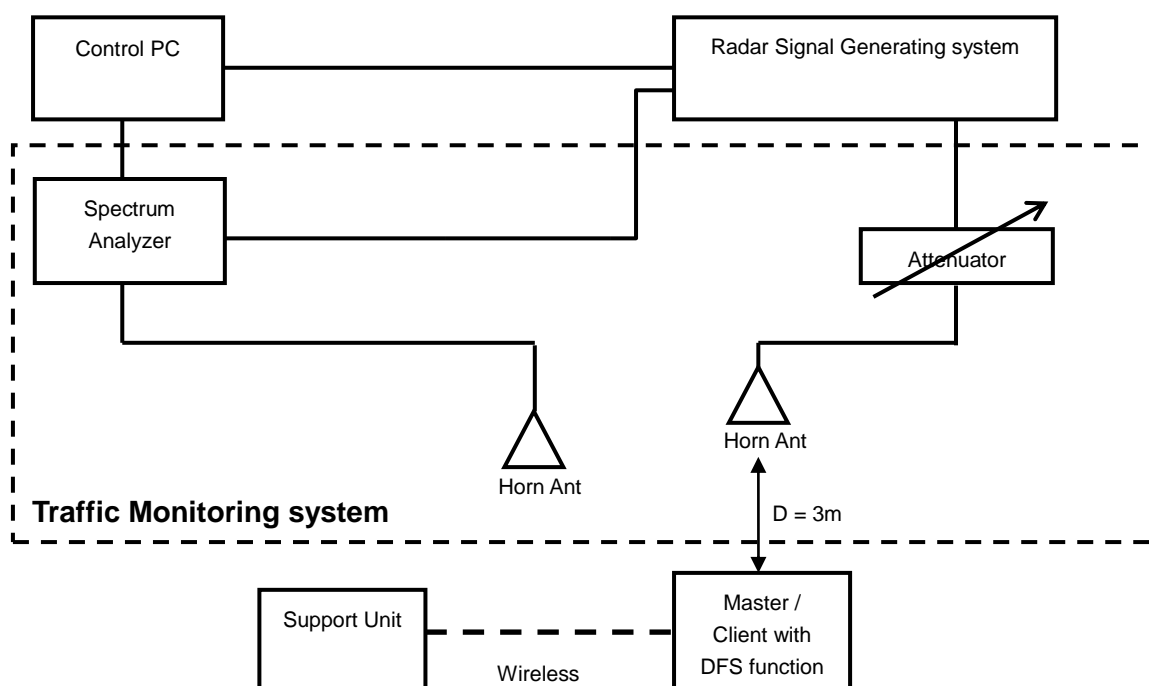 Control PC
Radar Signal Generating system
Spectrum
Analyzer
Attenuator
Horn Ant
Horn Ant
Traffic Monitoring system
D = 3m
Support Unit
Wireless
Master /
Client with
DFS function